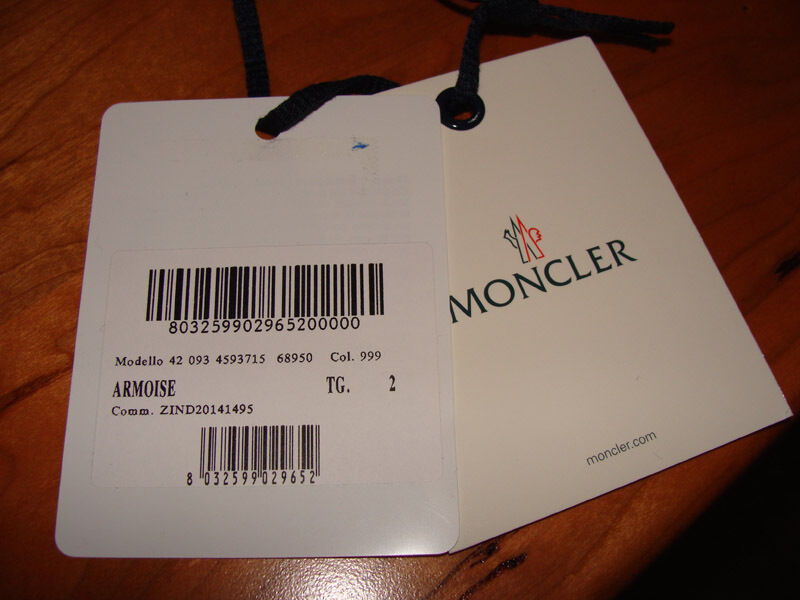 803259902965200000
Modello 42 093 4593715 68950 Col. 999
ARMOISE TG. 2
Comm. ZIND20141495
8 032599 029652
MONCLER
moncler.com